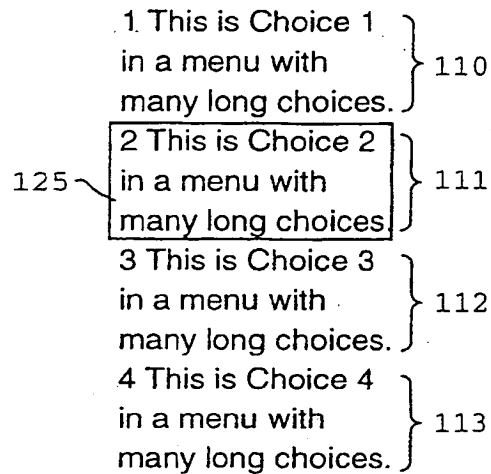 1 This is Choice 1
in a menu with
many long choices.
110
2 This is Choice 2
in a menu with
many long choices
111
125
3 This is Choice 3
in a menu with
many long choices.
112
4 This is Choice 4
in a menu with
many long choices.
113